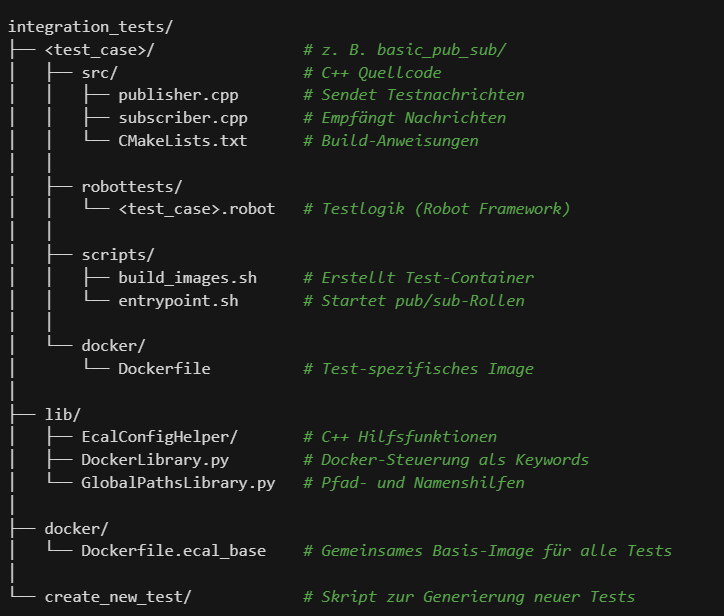 integration_tests/
├── <test_case>/                # z. B. basic_pub_sub/
│   ├── src/                    # C++ Quellcode
│   │   ├── publisher.cpp       # Sendet Testnachrichten
│   │   ├── subscriber.cpp      # Empfängt Nachrichten
│   │   └── CMakeLists.txt      # Build-Anweisungen
│   │
│   ├── robottests/
│   │   └── <test_case>.robot   # Testlogik (Robot Framework)
│   │
│   ├── scripts/
│   │   ├── build_images.sh     # Erstellt Test-Container
│   │   └── entrypoint.sh       # Startet pub/sub-Rollen
│   │
│   └── docker/
│       └── Dockerfile          # Test-spezifisches Image
│
├── lib/
│   ├── EcalConfigHelper/       # C++ Hilfsfunktionen
│   ├── DockerLibrary.py        # Docker-Steuerung als Keywords
│   └── GlobalPathsLibrary.py   # Pfad- und Namenshilfen
│
├── docker/
│   └── Dockerfile.ecal_base    # Gemeinsames Basis-Image für alle Tests
│
└── create_new_test/            # Skript zur Generierung neuer Tests